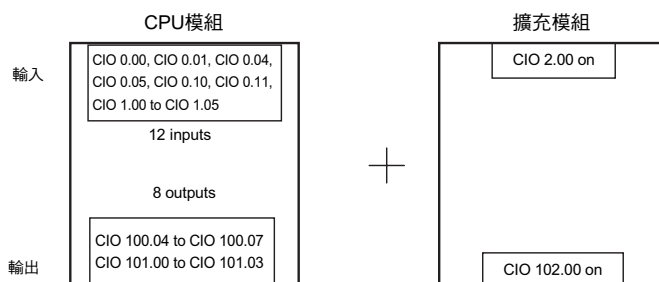 CPU模組
擴充模組
輸入
CIO 0.00, CIO 0.01, CIO 0.04,
CIO 0.05, CIO 0.10, CIO 0.11,
CIO 1.00 to CIO 1.05
CIO 2.00 on
12 inputs
8 outputs
輸出
CIO 100.04 to CIO 100.07
CIO 101.00 to CIO 101.03
CIO 102.00 on